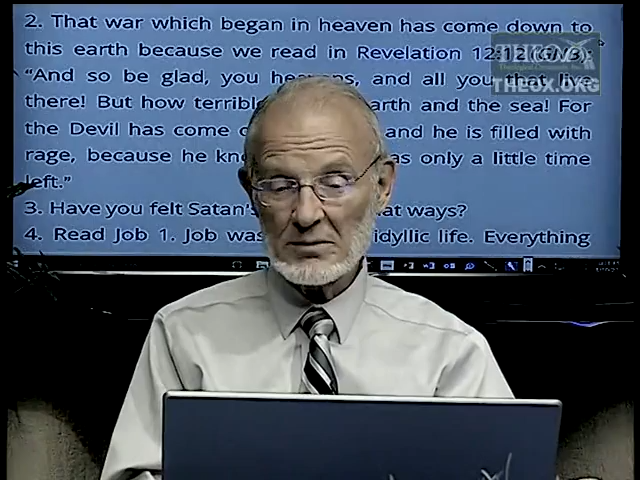 2. That war which began in heaven has come down to
this earth because we read in Revelation 12:12 (GNB).
“And so be glad, you and all you that live
there! But how earth and the sea! For
the Devil has come and he is filled with
rage, because he only a little time
left.”
3. Have you felt Satan's ways?
4. Read Job 1. Job was idyllic life. Everything
THEOX
THEOX.ORG